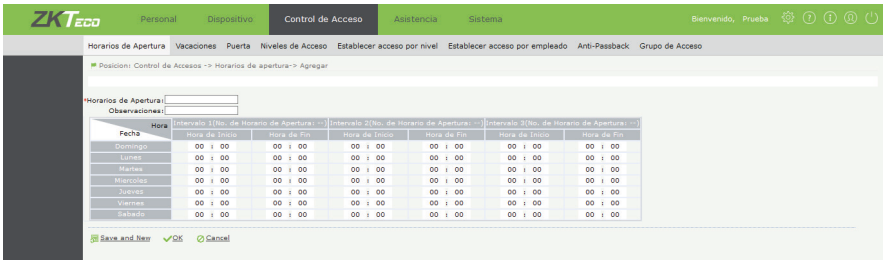 ZKTeco Personal Dispositivo Control de Acceso Asistencia Sistema Bienvenido, Prueba
Horarios de Apertura Vacaciones Puerta Niveles de Acceso Establecer acceso por nivel Establecer acceso por empleado Anti-Passback Grupo de Acceso
Posicion: Control de Accesos -> Horarios de apertura-> Agregar
*Horarios de Apertura:
Observaciones:
Hora Intervalo 1(No. de Horario de Apertura: --) Intervalo 2(No. de Horario de Apertura: --) Intervalo 3(No. de Horario de Apertura: --)
Fecha Hora de Inicio Hora de Fin Hora de Inicio Hora de Fin Hora de Inicio Hora de Fin
Domingo 00 : 00 00 : 00 00 : 00 00 : 00 00 : 00 00 : 00
Lunes 00 : 00 00 : 00 00 : 00 00 : 00 00 : 00 00 : 00
Martes 00 : 00 00 : 00 00 : 00 00 : 00 00 : 00 00 : 00
Miercoles 00 : 00 00 : 00 00 : 00 00 : 00 00 : 00 00 : 00
Jueves 00 : 00 00 : 00 00 : 00 00 : 00 00 : 00 00 : 00
Viernes 00 : 00 00 : 00 00 : 00 00 : 00 00 : 00 00 : 00
Sabado 00 : 00 00 : 00 00 : 00 00 : 00 00 : 00 00 : 00
Save and New OK Cancel